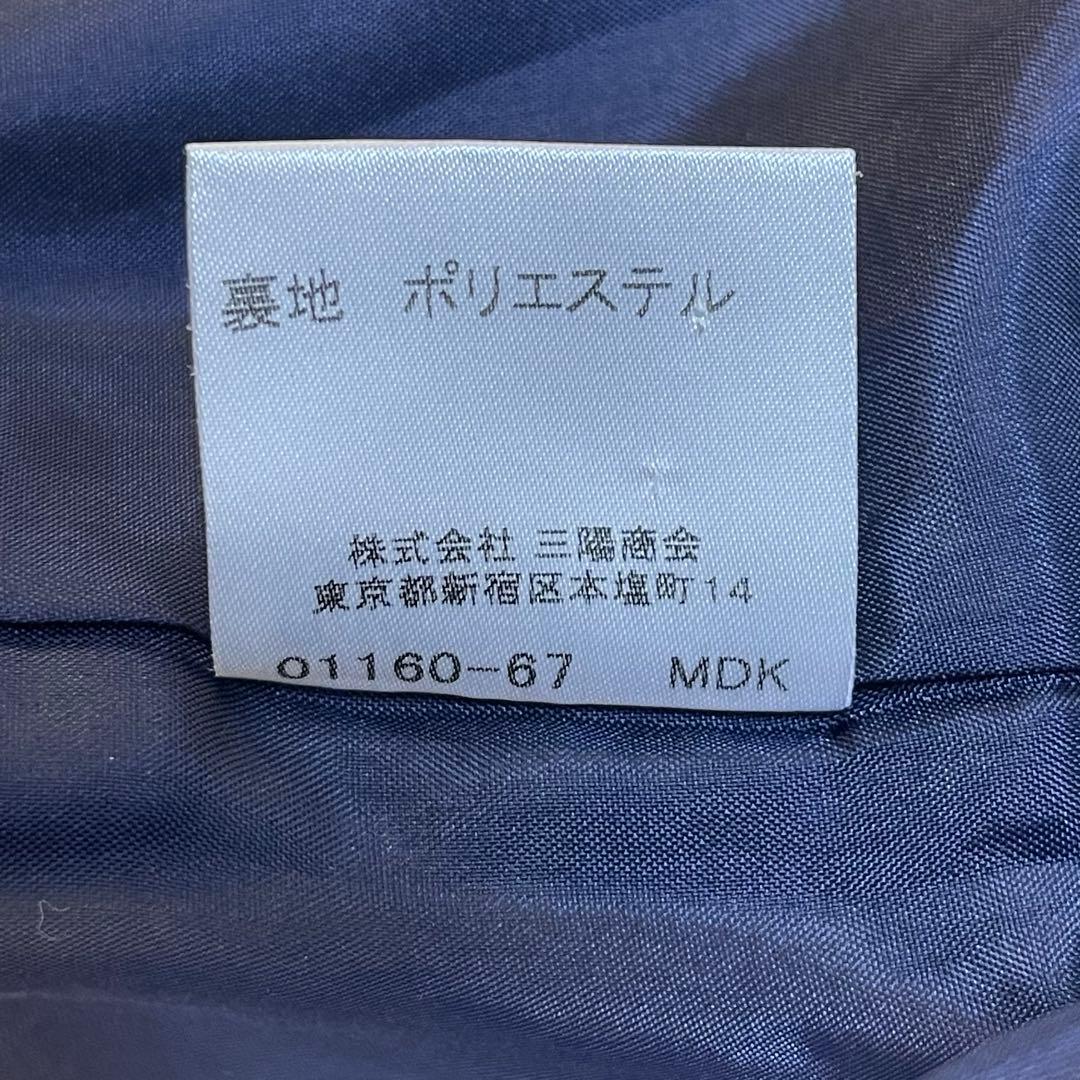 裏地　ポリエステル
株式会社 三陽商会
東京都新宿区本塩町14
01160-67　MDK